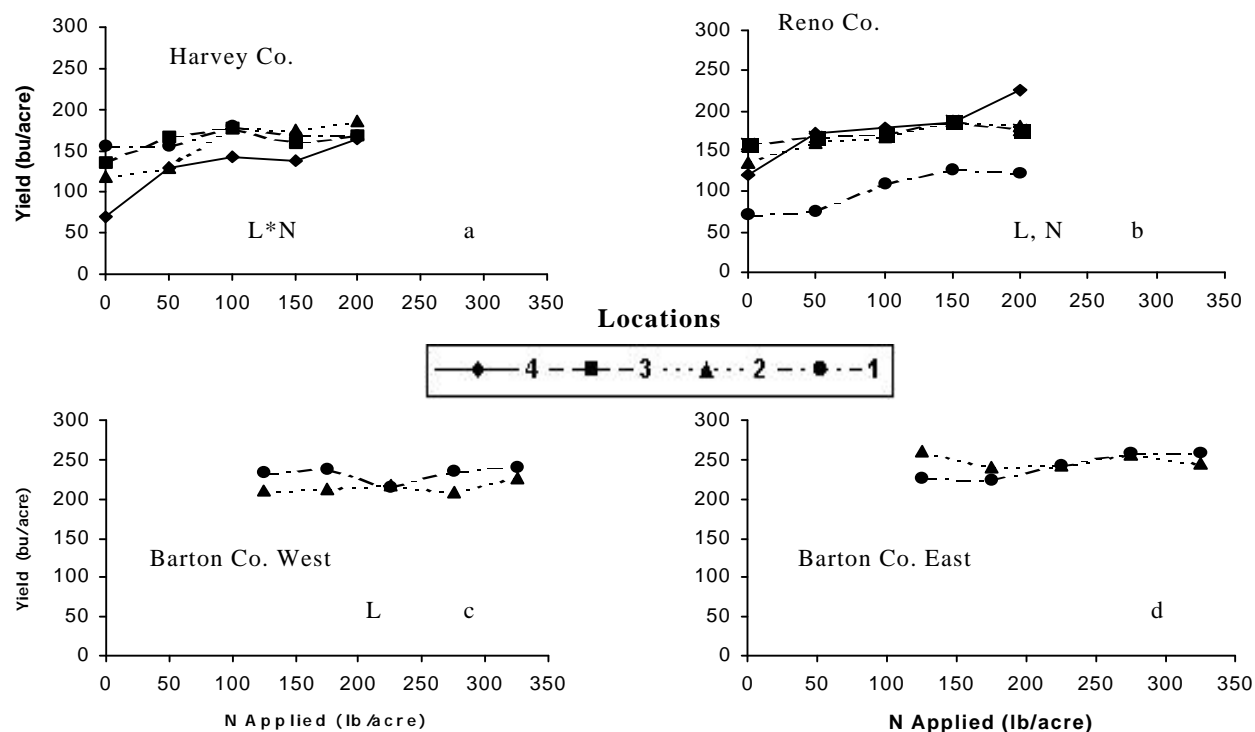 Harvey Co.
Yield (bu/acre)
300
250
200
150
100
50
0
L*N a
0 50 100 150 200 250 300 350
Reno Co.
300
250
200
150
100
50
0
L, N b
0 50 100 150 200 250 300 350
Locations
4 3 2 1
Yield (bu/acre)
300
250
200
150
100
50
0
Barton Co. West
L c
0 50 100 150 200 250 300 350
N Applied (lb/acre)
300
250
200
150
100
50
0
Barton Co. East
d
0 50 100 150 200 250 300 350
N Applied (lb/acre)